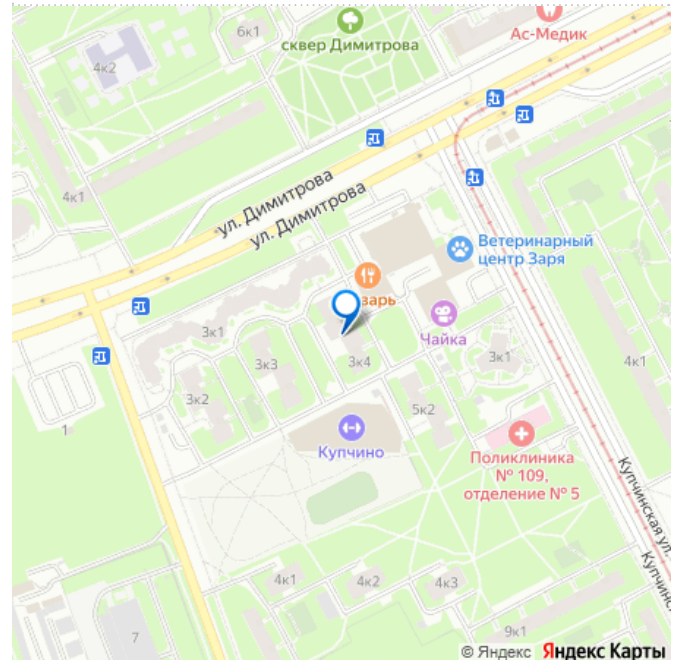 6к1
сквер Димитрова
Ас-Медик
4к2
4к1
ул. Димитрова
ул. Димитрова
Ветеринарный
центр Заря
варь
Чайка
3к1
3к3
3к4
3к1
4к1
3к2
5к2
1
Купчино
Поликлиника
№ 109,
отделение № 5
Купчинская ул.
4к1
4к2
4к3
7
9к1
© Яндекс Яндекс Карты